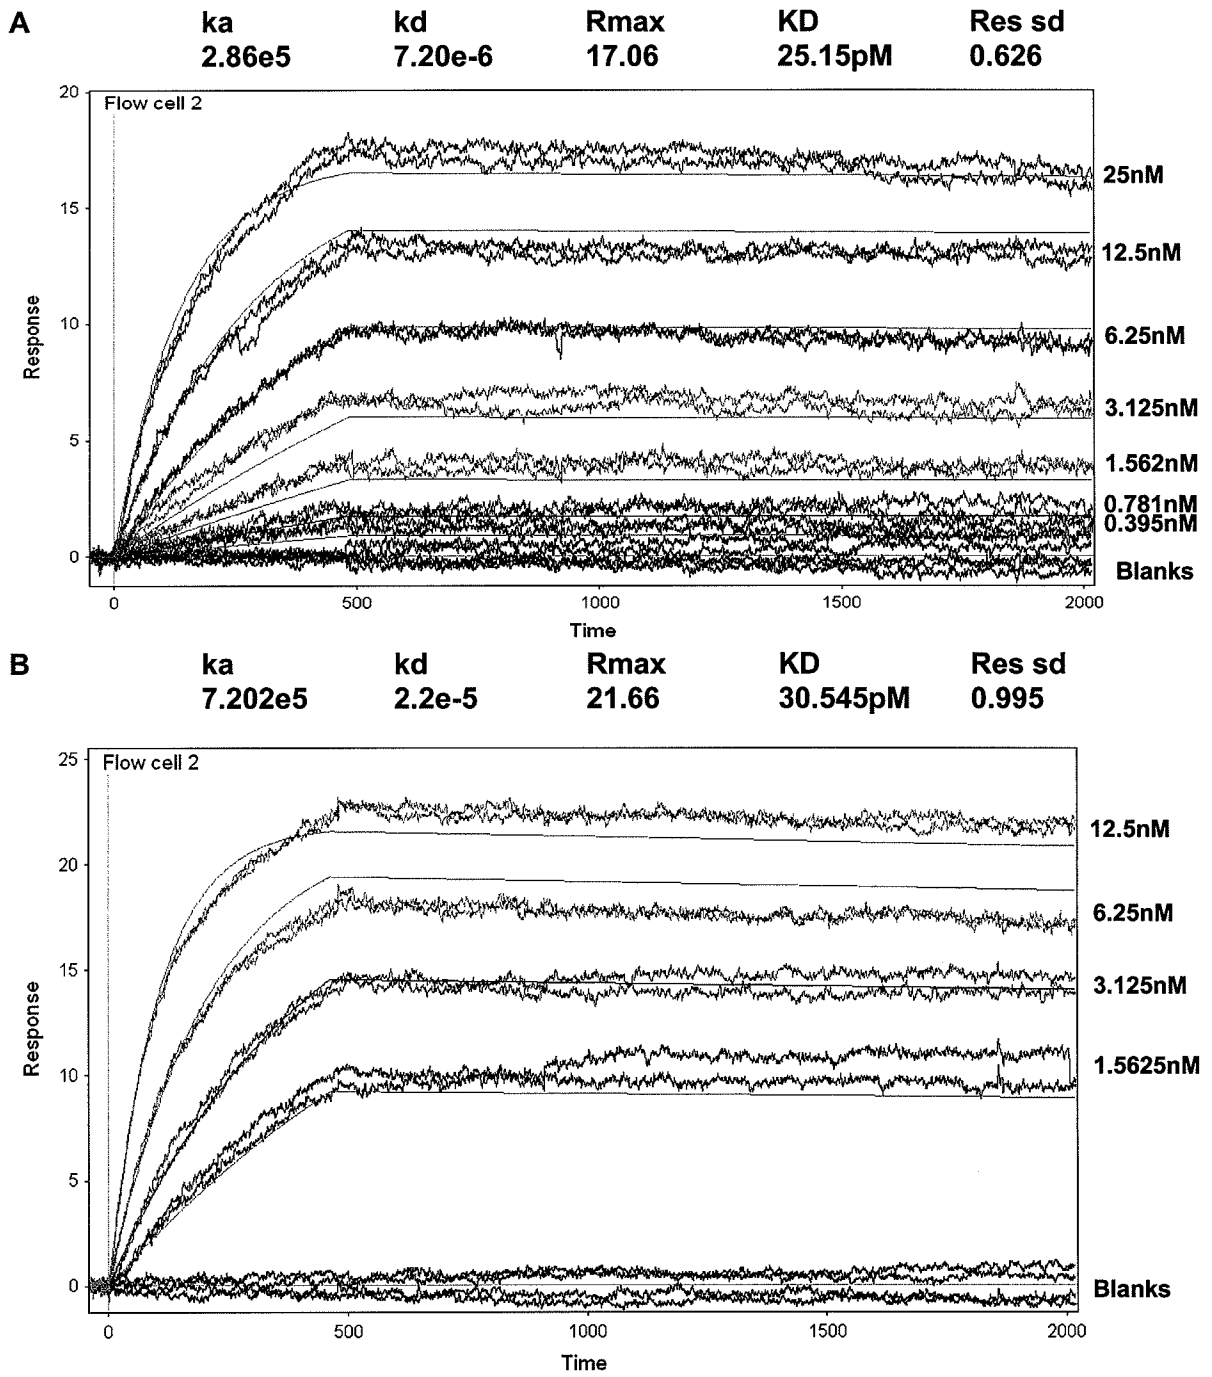 A
ka kd Rmax KD Res sd
2.86e5 7.20e-6 17.06 25.15pM 0.626
Flow cell 2
20
15
10
5
0
Response
25nM
12.5nM
6.25nM
3.125nM
1.562nM
0.781nM
0.395nM
Blanks
0 500 1000 1500 2000
Time
B
ka kd Rmax KD Res sd
7.202e5 2.2e-5 21.66 30.545pM 0.995
Flow cell 2
25
20
15
10
5
0
Response
12.5nM
6.25nM
3.125nM
1.5625nM
Blanks
0 500 1000 1500 2000
Time